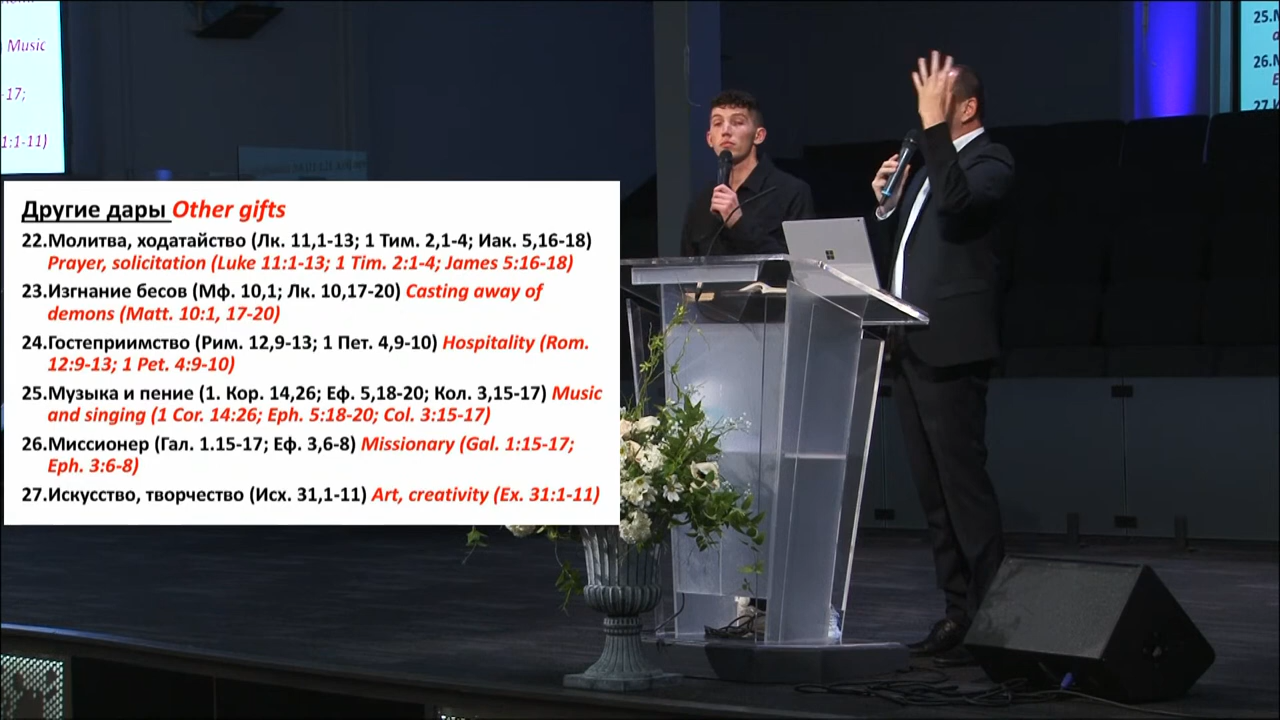 Music
-17;
1:1-11)
25.
26.
27.
Другие дары Other gifts
22.Молитва, ходатайство (Лк. 11,1-13; 1 Тим. 2,1-4; Иак. 5,16-18)
Prayer, solicitation (Luke 11:1-13; 1 Tim. 2:1-4; James 5:16-18)
23.Изгнание бесов (Мф. 10,1; Лк. 10,17-20) Casting away of
demons (Matt. 10:1, 17-20)
24.Гостеприимство (Рим. 12,9-13; 1 Пет. 4,9-10) Hospitality (Rom.
12:9-13; 1 Pet. 4:9-10)
25.Музыка и пение (1. Кор. 14,26; Еф. 5,18-20; Кол. 3,15-17) Music
and singing (1 Cor. 14:26; Eph. 5:18-20; Col. 3:15-17)
26.Миссионер (Гал. 1.15-17; Еф. 3,6-8) Missionary (Gal. 1:15-17;
Eph. 3:6-8)
27.Искусство, творчество (Исх. 31,1-11) Art, creativity (Ex. 31:1-11)